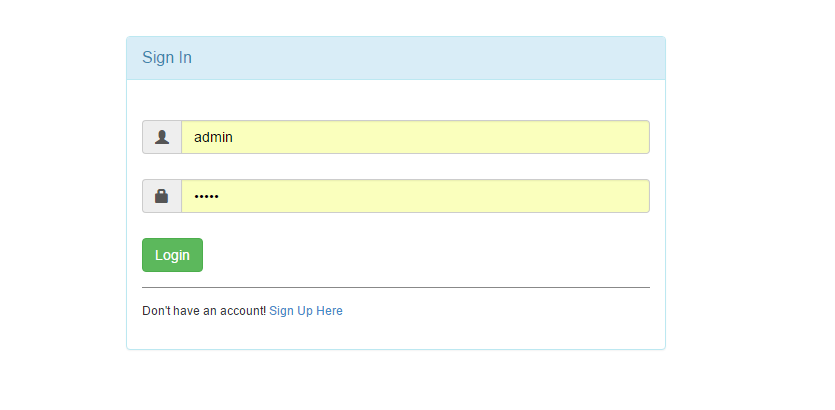 Sign In
admin
•••••
Login
Don't have an account! Sign Up Here